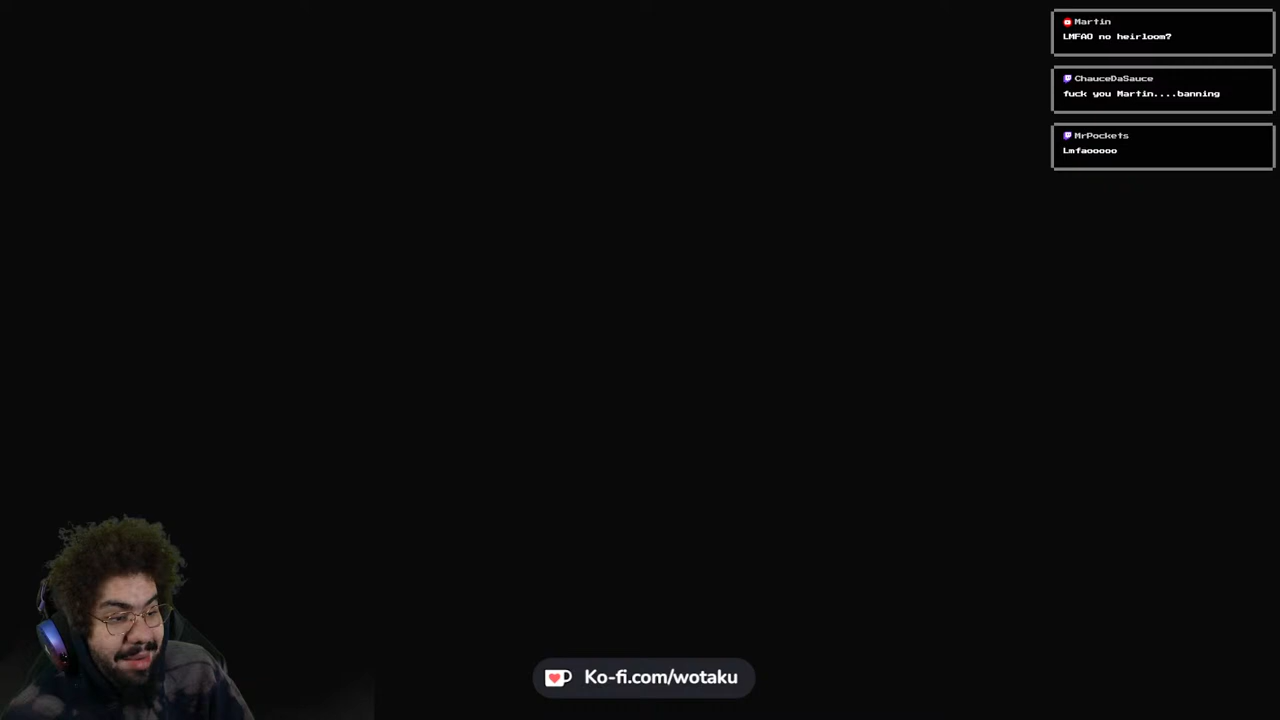 Martin
LMFAO no heirloom?
ChauceDaSauce
fuck you Martin....banning
MrPockets
Lmfaooooo
Ko-fi.com/wotaku